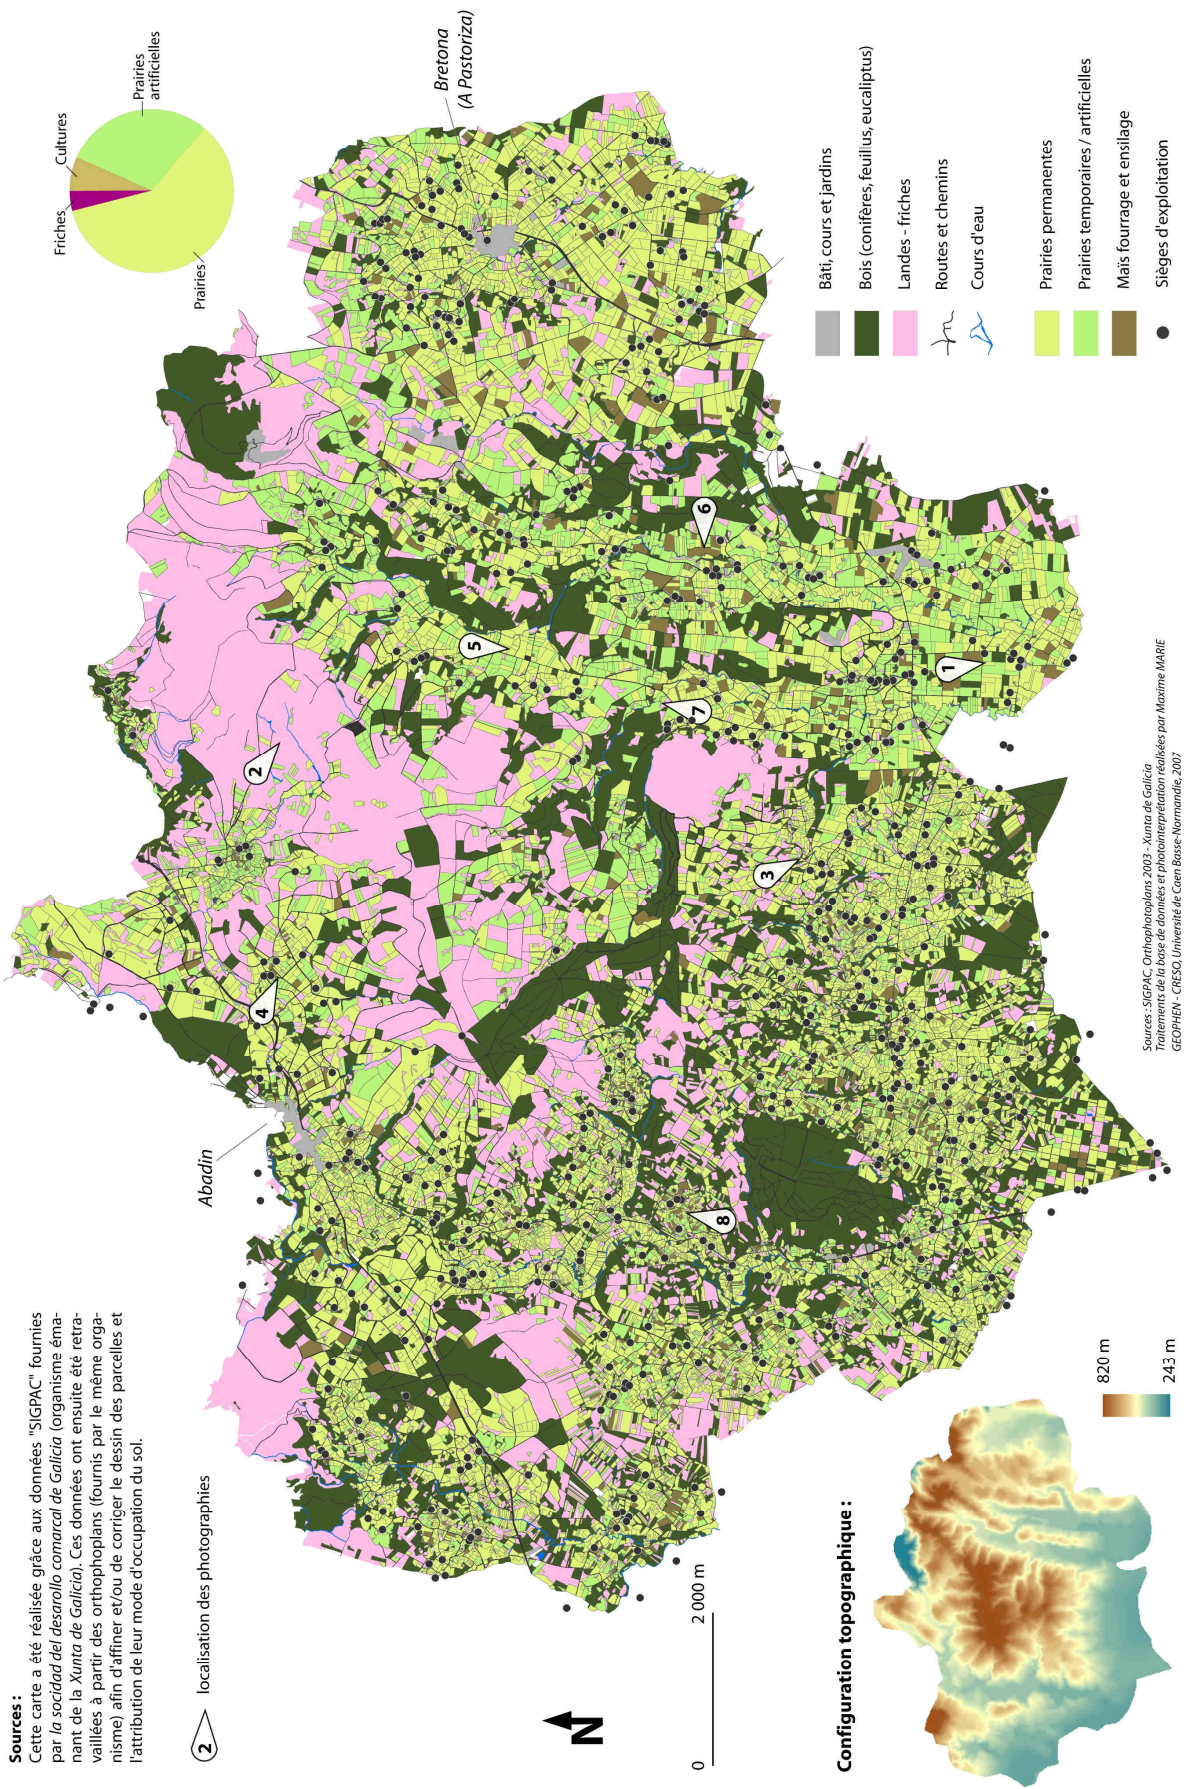 Sources :
Cette carte a été réalisée grâce aux données "SIGPAC" fournies
par la socidad del desarollo comarcal de Galicia (organisme éma-
nant de la Xunta de Galicia). Ces données ont ensuite été retra-
vaillées à partir des orthophoplans (fournis par le même orga-
nisme) afin d'affiner et/ou de corriger le dessin des parcelles et
l'attribution de leur mode d'occupation du sol.
2 localisation des photographies
Abadin
Bretona
(A Pastoriza)
Friches
Cultures
Prairies
artificielles
Prairies
4
2
5
7
6
8
3
1
N
0 2 000 m
Configuration topographique :
820 m
243 m
Bâti, cours et jardins
Bois (conifères, feuillus, eucaliptus)
Landes - friches
Routes et chemins
Cours d'eau
Prairies permanentes
Prairies temporaires / artificielles
Mais fourrage et ensilage
Sièges d'exploitation
Sources : SIGPAC, Orthophotoplans 2003 - Xunta de Galicia
Traitements de la base de données et photointerprétation réalisées par Maxime MARIE
GEOPHEN - CRESO, Université de Caen Basse-Normandie, 2007